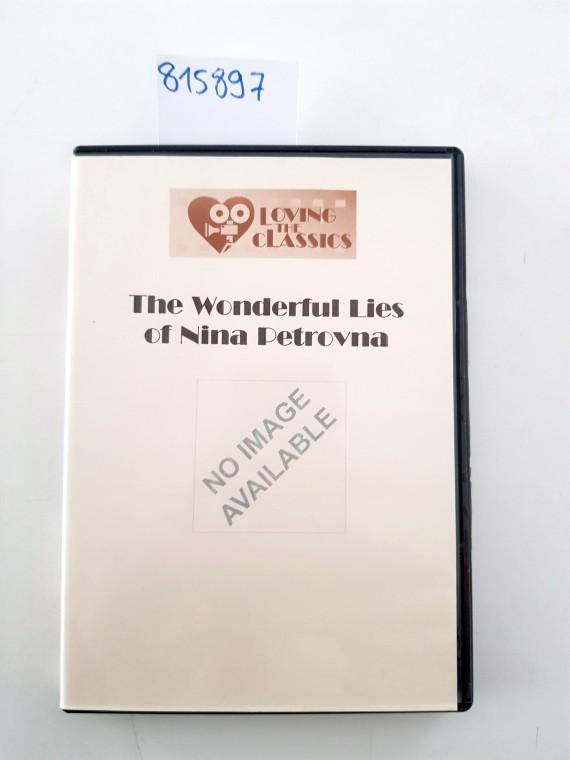 815897
LOVING
THE
CLASSICS
The Wonderful Lies
of Nina Petrovna
NO IMAGE
AVAILABLE